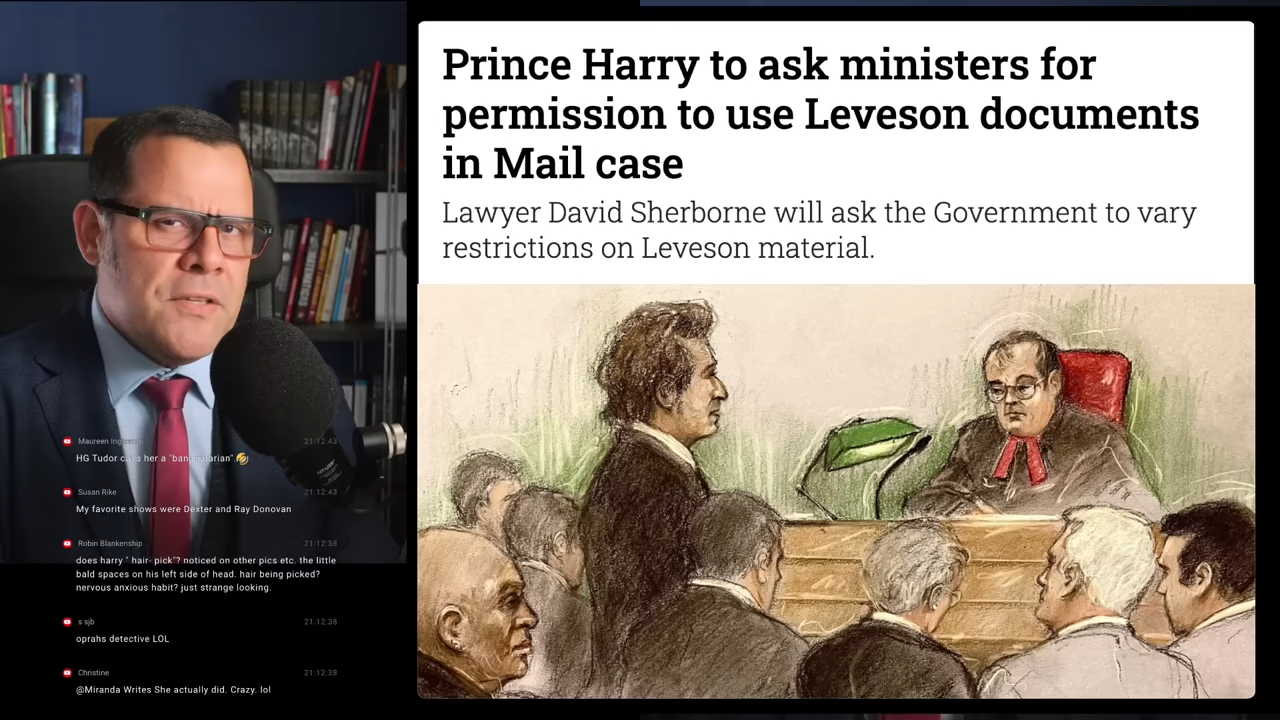 Prince Harry to ask ministers for
permission to use Leveson documents
in Mail case
Lawyer David Sherborne will ask the Government to vary
restrictions on Leveson material.
Maureen 21:12:43
HG Tudor her a
Susan Rike 21:12:43
My favorite shows were Dexter and Ray Donovan
Robin Blankenship 21:12:38
does harry " hair- pick"? noticed on other pics etc. the little
bald spaces on his left side of head. hair being picked?
nervous anxious habit? just strange looking.
s sjb 21:12:38
oprahs detective LOL
Christine 21:12:38
@Miranda Writes She actually did. Crazy. lol